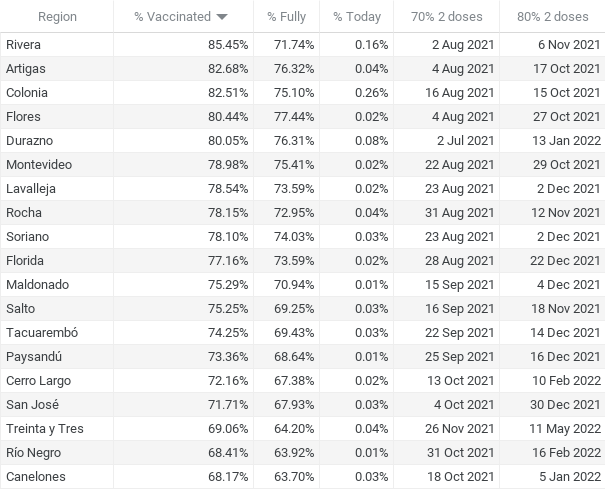 Region % Vaccinated % Fully % Today 70% 2 doses 80% 2 doses
Rivera 85.45% 71.74% 0.16% 2 Aug 2021 6 Nov 2021
Artigas 82.68% 76.32% 0.04% 4 Aug 2021 17 Oct 2021
Colonia 82.51% 75.10% 0.26% 16 Aug 2021 15 Oct 2021
Flores 80.44% 77.44% 0.02% 4 Aug 2021 27 Oct 2021
Durazno 80.05% 76.31% 0.08% 2 Jul 2021 13 Jan 2022
Montevideo 78.98% 75.41% 0.02% 22 Aug 2021 29 Oct 2021
Lavalleja 78.54% 73.59% 0.02% 23 Aug 2021 2 Dec 2021
Rocha 78.15% 72.95% 0.04% 31 Aug 2021 12 Nov 2021
Soriano 78.10% 74.03% 0.03% 23 Aug 2021 2 Dec 2021
Florida 77.16% 73.59% 0.02% 28 Aug 2021 22 Dec 2021
Maldonado 75.29% 70.94% 0.01% 15 Sep 2021 4 Dec 2021
Salto 75.25% 69.25% 0.03% 16 Sep 2021 18 Nov 2021
Tacuarembó 74.25% 69.43% 0.03% 22 Sep 2021 14 Dec 2021
Paysandú 73.36% 68.64% 0.01% 25 Sep 2021 16 Dec 2021
Cerro Largo 72.16% 67.38% 0.02% 13 Oct 2021 10 Feb 2022
San José 71.71% 67.93% 0.03% 4 Oct 2021 30 Dec 2021
Treinta y Tres 69.06% 64.20% 0.04% 26 Nov 2021 11 May 2022
Río Negro 68.41% 63.92% 0.01% 31 Oct 2021 16 Feb 2022
Canelones 68.17% 63.70% 0.03% 18 Oct 2021 5 Jan 2022